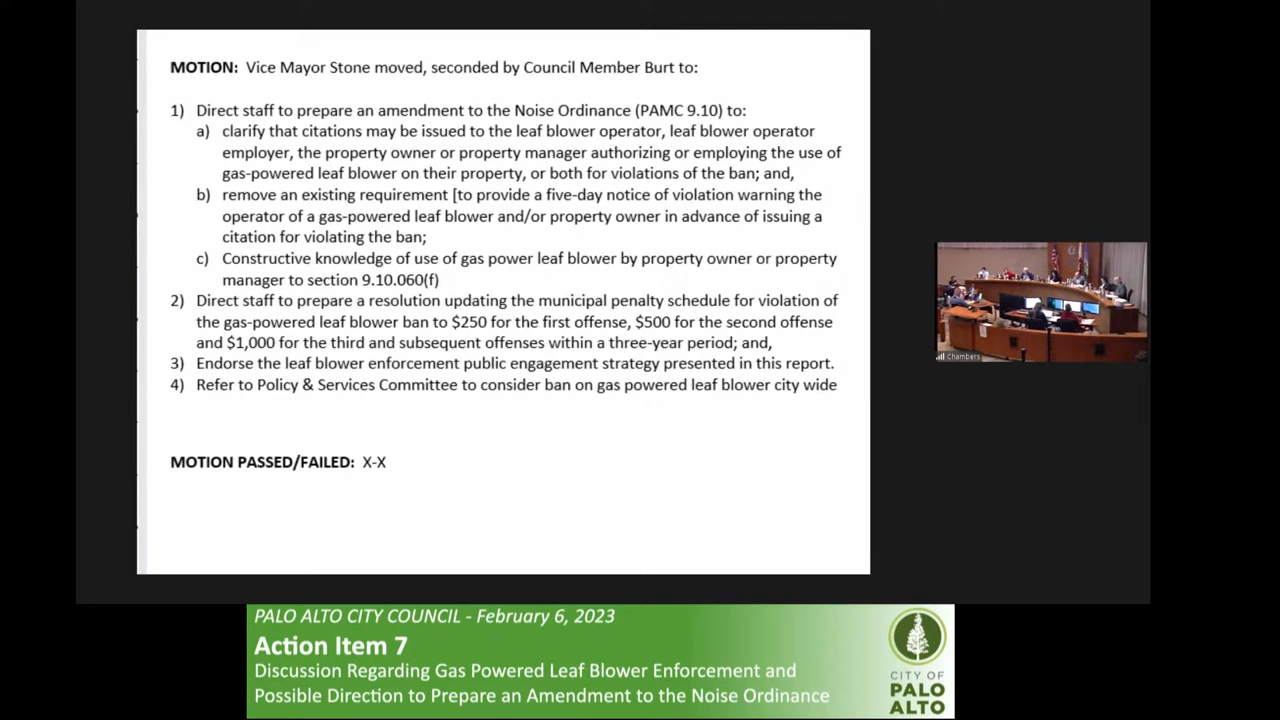 MOTION: Vice Mayor Stone moved, seconded by Council Member Burt to:
1) Direct staff to prepare an amendment to the Noise Ordinance (PAMC 9.10) to:
a) clarify that citations may be issued to the leaf blower operator, leaf blower operator
employer, the property owner or property manager authorizing or employing the use of
gas-powered leaf blower on their property, or both for violations of the ban; and,
b) remove an existing requirement [to provide a five-day notice of violation warning the
operator of a gas-powered leaf blower and/or property owner in advance of issuing a
citation for violating the ban;
c) Constructive knowledge of use of gas power leaf blower by property owner or property
manager to section 9.10.060(f)
2) Direct staff to prepare a resolution updating the municipal penalty schedule for violation of
the gas-powered leaf blower ban to $250 for the first offense, $500 for the second offense
and $1,000 for the third and subsequent offenses within a three-year period; and,
3) Endorse the leaf blower enforcement public engagement strategy presented in this report.
4) Refer to Policy & Services Committee to consider ban on gas powered leaf blower city wide
MOTION PASSED/FAILED: X-X
Chambers
PALO ALTO CITY COUNCIL - February 6, 2023
Action Item 7
Discussion Regarding Gas Powered Leaf Blower Enforcement and
Possible Direction to Prepare an Amendment to the Noise Ordinance
CITY OF
PALO
ALTO